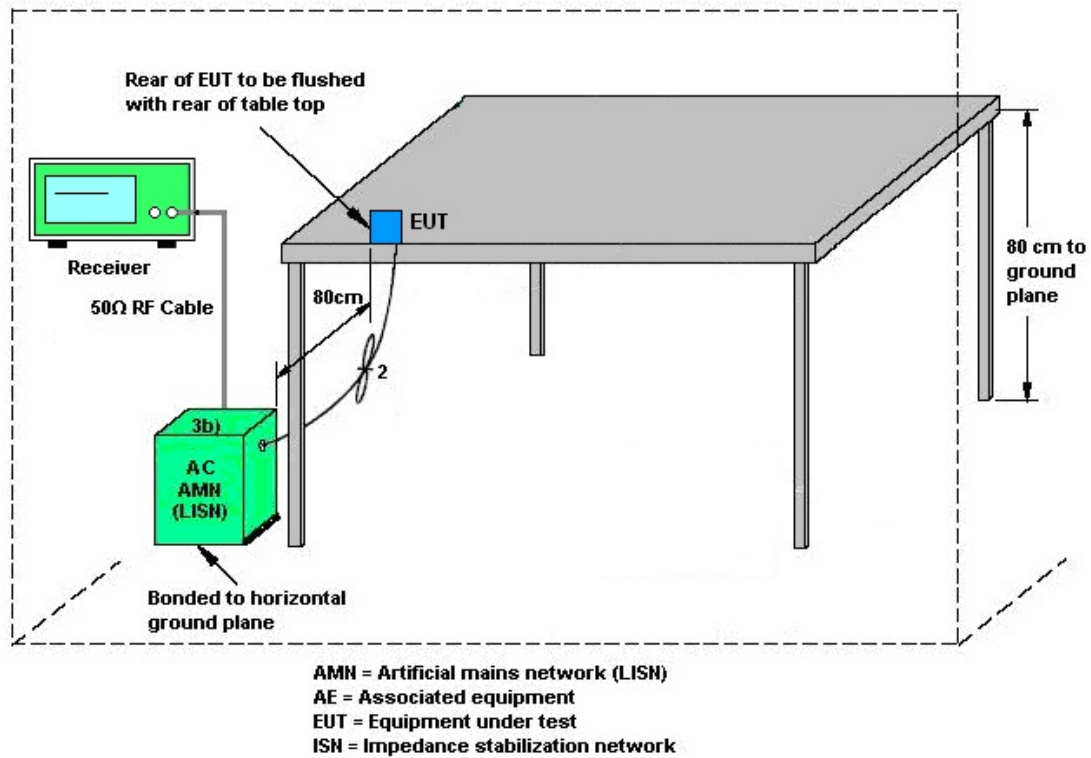 Rear of EUT to be flushed
with rear of table top
EUT
Receiver
80 cm to
ground
plane
80cm
50Ω RF Cable
2
3b)
AC
AMN
(LISN)
Bonded to horizontal
ground plane
AMN = Artificial mains network (LISN)
AE = Associated equipment
EUT = Equipment under test
ISN = Impedance stabilization network